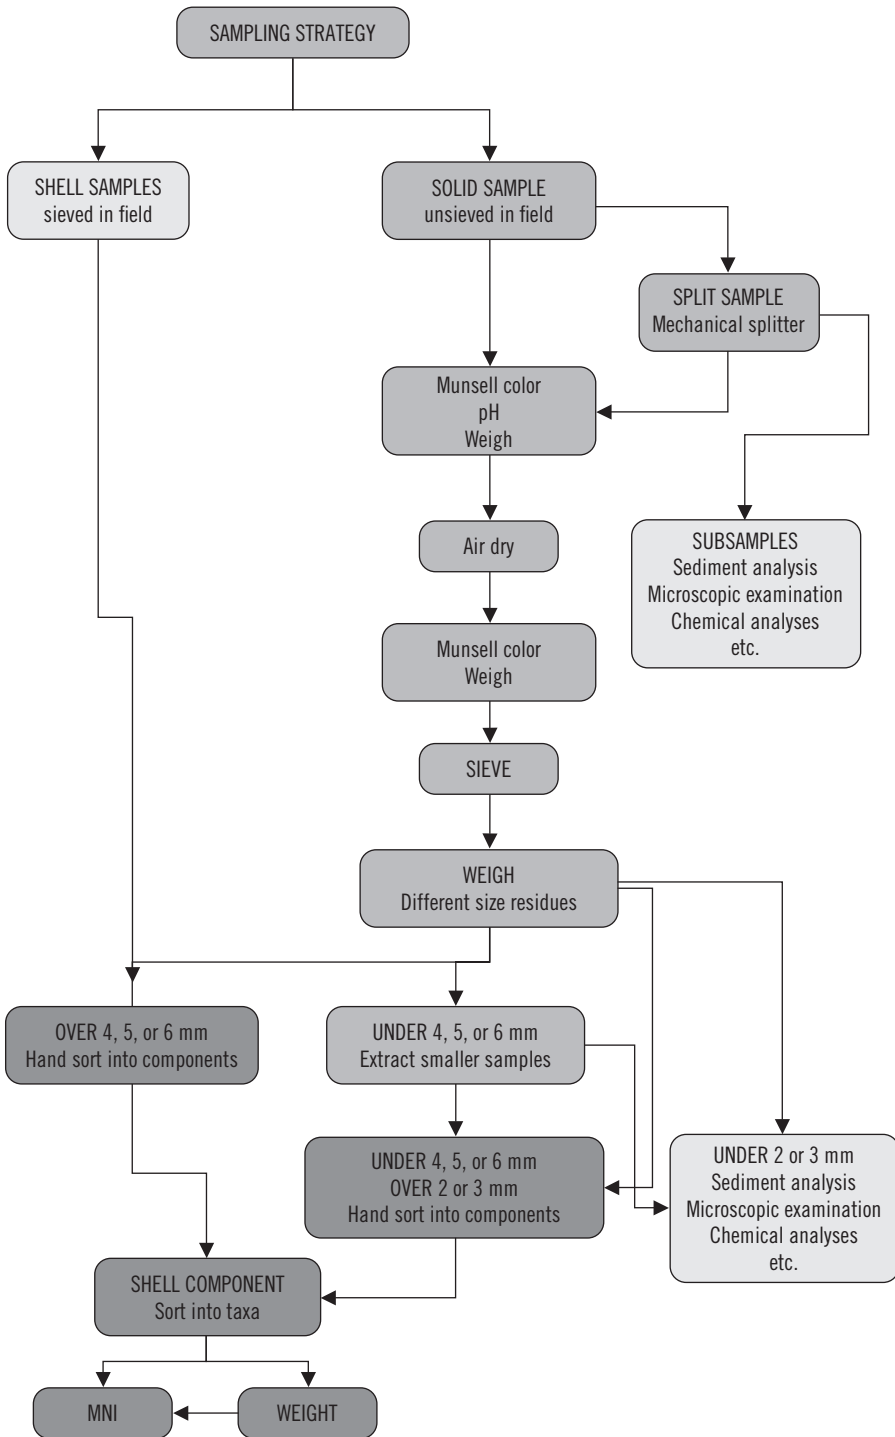 SAMPLING STRATEGY
SHELL SAMPLES
sieved in field
SOLID SAMPLE
unsieved in field
SPLIT SAMPLE
Mechanical splitter
Munsell color
pH
Weigh
Air dry
SUBSAMPLES
Sediment analysis
Microscopic examination
Chemical analyses
etc.
Munsell color
Weigh
SIEVE
WEIGH
Different size residues
OVER 4, 5, or 6 mm
Hand sort into components
UNDER 4, 5, or 6 mm
Extract smaller samples
UNDER 4, 5, or 6 mm
OVER 2 or 3 mm
Hand sort into components
UNDER 2 or 3 mm
Sediment analysis
Microscopic examination
Chemical analyses
etc.
SHELL COMPONENT
Sort into taxa
MNI
WEIGHT